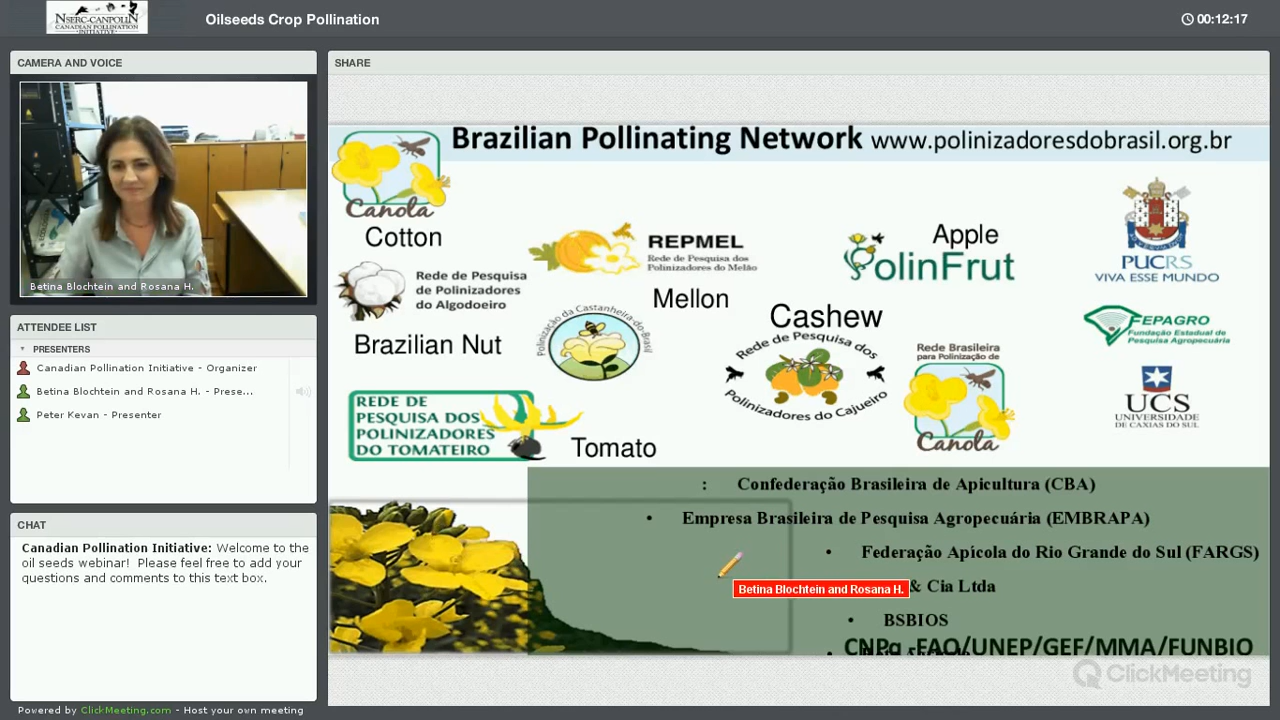 NSERC-CANPOLIN
CANADIAN POLLINATION
INITIATIVE
Oilseeds Crop Pollination
00:12:17
CAMERA AND VOICE
Betina Blochtein and Rosana H.
ATTENDEE LIST
PRESENTERS
Canadian Pollination Initiative - Organizer
Betina Blochtein and Rosana H. - Prese...
Peter Kevan - Presenter
CHAT
Canadian Pollination Initiative: Welcome to the
oil seeds webinar! Please feel free to add your
questions and comments to this text box.
Powered by ClickMeeting.com - Host your own meeting
SHARE
Brazilian Pollinating Network www.polinizadoresdobrasil.org.br
Canola
Cotton
Rede de Pesquisa
de Polinizadores
do Algodoeiro
REPMEL
Rede de Pesquisa dos
Polinizadores do Melão
Mellon
Apple
PolinFrut
PUCRS
VIVA ESSE MUNDO
Brazilian Nut
Polinização da Castanheira-do-Brasil
Cashew
Rede de Pesquisa dos
Polinizadores do Cajueiro
Rede Brasileira
para Polinização de
Canola
FEPAGRO
Fundação Estadual de
Pesquisa Agropecuária
UCS
UNIVERSIDADE
DE CAXIAS DO SUL
REDE DE
PESQUISA DOS
POLINIZADORES
DO TOMATEIRO
Tomato
: Confederação Brasileira de Apicultura (CBA)
• Empresa Brasileira de Pesquisa Agropecuária (EMBRAPA)
• Federação Apícola do Rio Grande do Sul (FARGS)
Betina Blochtein and Rosana H.
& Cia Ltda
• BSBIOS
CNPq FAO/UNEP/GEF/MMA/FUNBIO
ClickMeeting